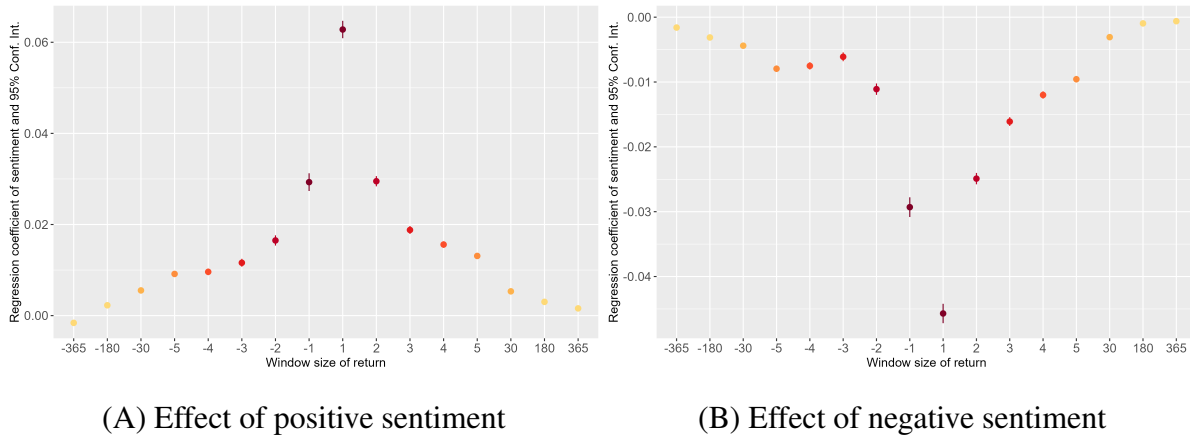 Regression coefficient of sentiment and 95% Conf. Int.
0.06
0.04
0.02
0.00
-365 -180 -30 -5 -4 -3 -2 -1 1 2 3 4 5 30 180 365
Window size of return
(A) Effect of positive sentiment
Regression coefficient of sentiment and 95% Conf. Int.
0.00
-0.01
-0.02
-0.03
-0.04
-365 -180 -30 -5 -4 -3 -2 -1 1 2 3 4 5 30 180 365
Window size of return
(B) Effect of negative sentiment